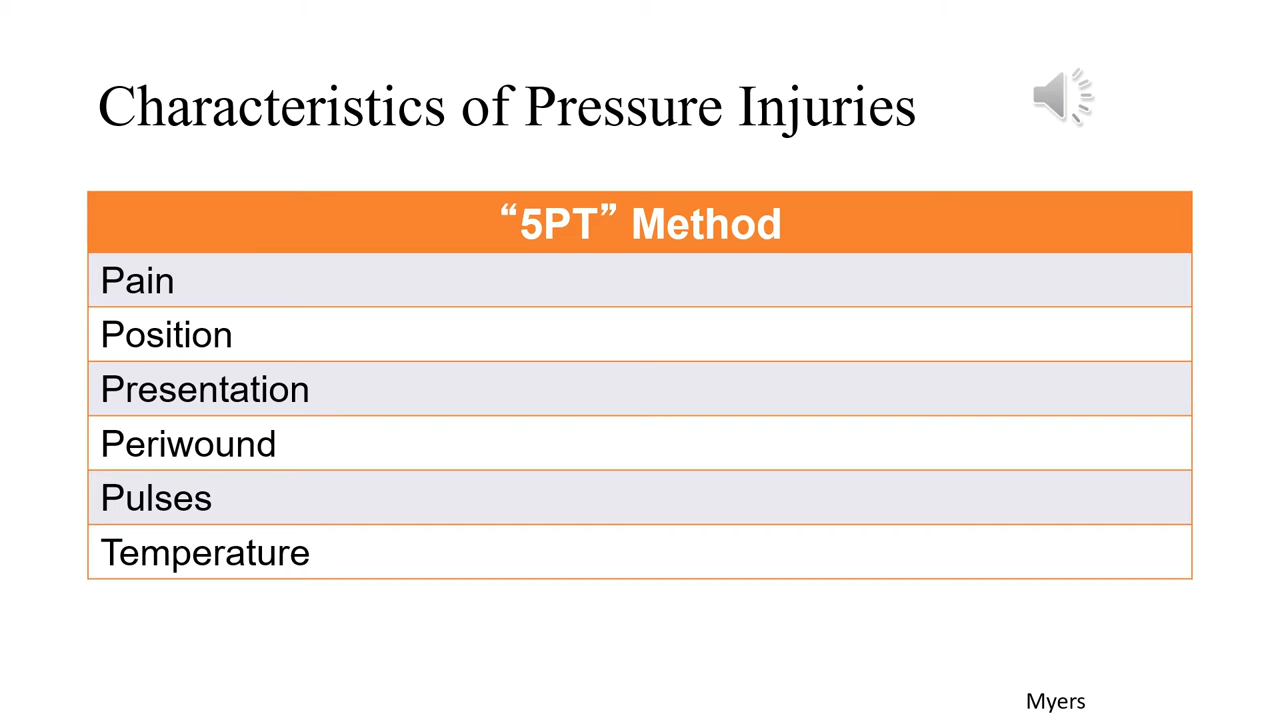 Characteristics of Pressure Injuries
“5PT” Method
Pain
Position
Presentation
Periwound
Pulses
Temperature
Myers